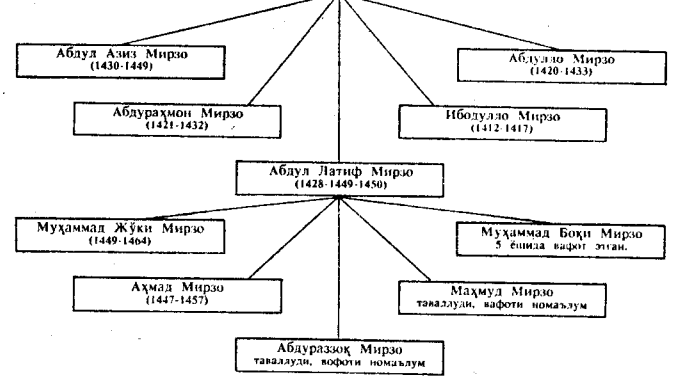 Абдул Азиз Мирзо
(1430-1449)
Абдулло Мирзо
(1420-1433)
Абдураҳмон Мирзо
(1421-1432)
Ибодулло Мирзо
(1412-1417)
Абдул Латиф Мирзо
(1428-1449-1450)
Муҳаммад Жўки Мирзо
(1449-1464)
Муҳаммад Боқи Мирзо
5 ёшида вафот этган.
Аҳмад Мирзо
(1447-1457)
Маҳмуд Мирзо
таваллуди, вафоти номаълум
Абдураззоқ Мирзо
таваллуди, вофоти номаълум